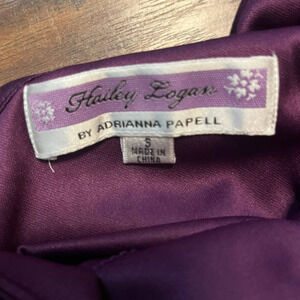 Hailey Logan
BY ADRIANNA PAPELL
S
MADE IN
CHINA